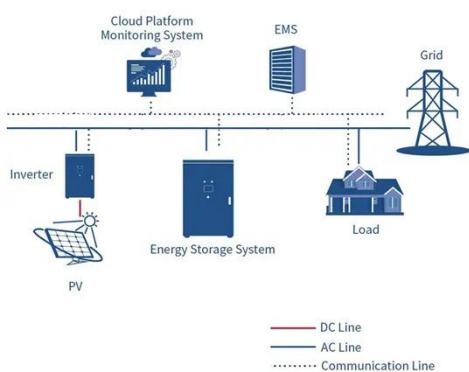 Cloud Platform
Monitoring System
EMS
Grid
Inverter
Energy Storage System
Load
PV
DC Line
AC Line
Communication Line